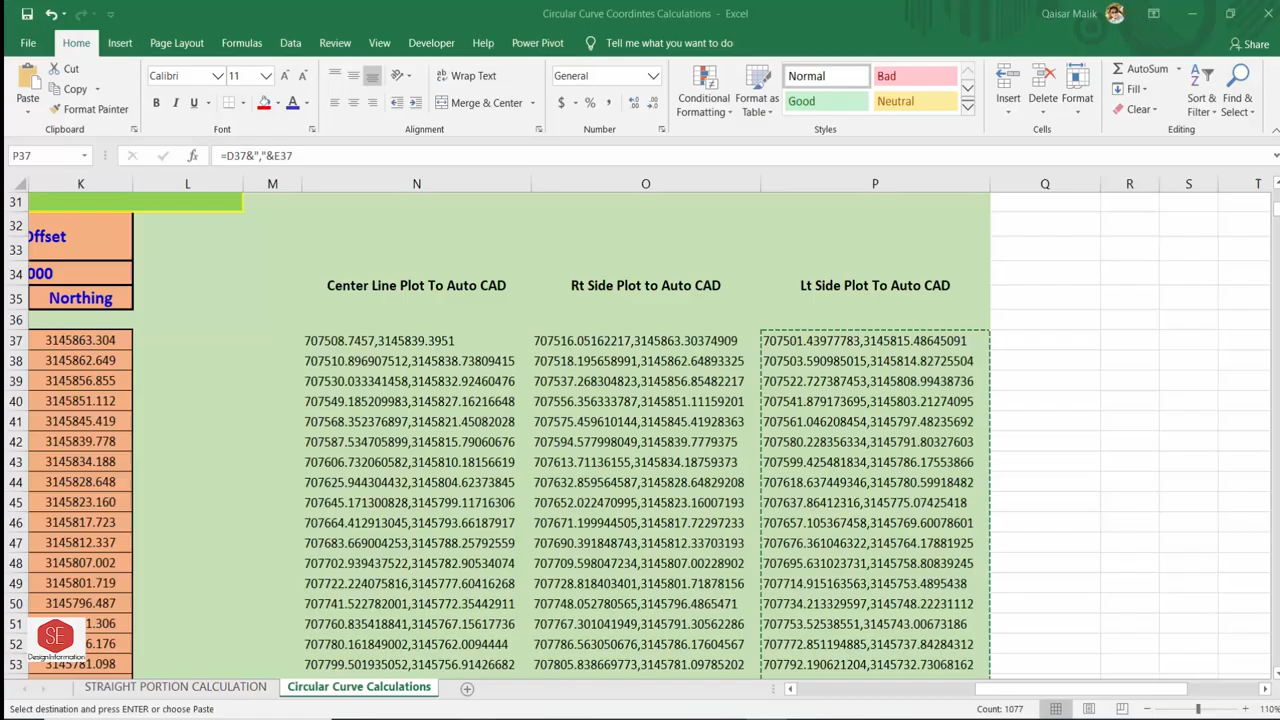 Circular Curve Coordintes Calculations - Excel
Qaisar Malik
File Home Insert Page Layout Formulas Data Review View Developer Help Power Pivot Tell me what you want to do Share
Cut
Copy
Format Painter
Paste
Clipboard
Calibri 11
B I U
Font
Wrap Text
Merge & Center
Alignment
General
$ % ,
Number
Conditional Formatting
Format as Table
Normal Bad
Good Neutral
Styles
Insert Delete Format
Cells
AutoSum
Fill
Clear
Sort & Filter
Find & Select
Editing
P37 fx =D37&","&E37
K L M N O P Q R S T
31
32
Offset
33
34 000
Center Line Plot To Auto CAD Rt Side Plot to Auto CAD Lt Side Plot To Auto CAD
35 Northing
36
37 3145863.304 707508.7457,3145839.3951 707516.05162217,3145863.30374909 707501.43977783,3145815.48645091
38 3145862.649 707510.896907512,3145838.73809415 707518.195658991,3145862.64893325 707503.590985015,3145814.82725504
39 3145856.855 707530.033341458,3145832.92460476 707537.268304823,3145856.85482217 707522.727387453,3145808.99438736
40 3145851.112 707549.185209983,3145827.16216648 707556.356333787,3145851.11159201 707541.879173695,3145803.21274095
41 3145845.419 707568.352376897,3145821.45082028 707575.459610144,3145845.41928363 707561.046208454,3145797.48235692
42 3145839.778 707587.534705899,3145815.79060676 707594.577998049,3145839.7779375 707580.228356334,3145791.80327603
43 3145834.188 707606.732060582,3145810.18156619 707613.71136155,3145834.18759373 707599.425481834,3145786.17553866
44 3145828.648 707625.944304432,3145804.62373845 707632.859564587,3145828.64829208 707618.637449346,3145780.59918482
45 3145823.160 707645.171300828,3145799.11716306 707652.022470995,3145823.16007193 707637.86412316,3145775.07425418
46 3145817.723 707664.412913045,3145793.66187917 707671.199944505,3145817.72297233 707657.105367458,3145769.60078601
47 3145812.337 707683.669004253,3145788.25792559 707690.391848743,3145812.33703193 707676.361046322,3145764.17881925
48 3145807.002 707702.939437522,3145782.90534074 707709.598047234,3145807.00228902 707695.631023731,3145758.80839245
49 3145801.719 707722.224075816,3145777.60416268 707728.818403401,3145801.71878156 707714.915163563,3145753.4895438
50 3145796.487 707741.522782001,3145772.35442911 707748.052780565,3145796.4865471 707734.213329597,3145748.22231112
51 1.306 707760.835418841,3145767.15617736 707767.301041949,3145791.30562286 707753.52538551,3145743.00673186
52 6.176 707780.161849002,3145762.0094444 707786.563050676,3145786.17604567 707772.851194885,3145737.84284312
53 3145781.098 707799.501935052,3145756.91426682 707805.838669773,3145781.09785202 707792.190621204,3145732.73068162
SE
DesignInformation
STRAIGHT PORTION CALCULATION Circular Curve Calculations
Select destination and press ENTER or choose Paste Count: 1077 110%